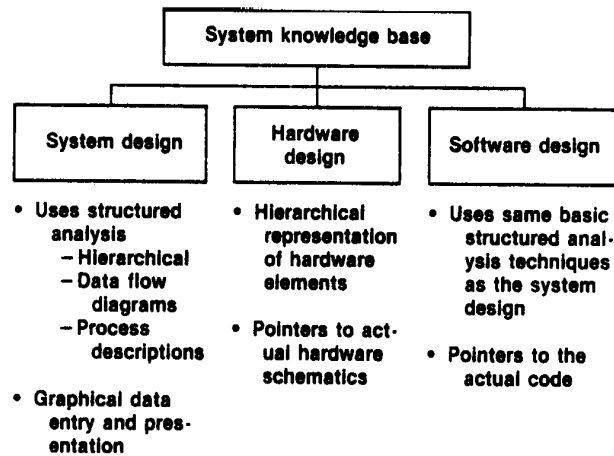 System knowledge base
System design
Hardware
design
Software design
• Uses structured
analysis
– Hierarchical
– Data flow
diagrams
– Process
descriptions
• Graphical data
entry and pres-
entation
• Hierarchical
representation
of hardware
elements
• Pointers to act-
ual hardware
schematics
• Uses same basic
structured anal-
ysis techniques
as the system
design
• Pointers to the
actual code